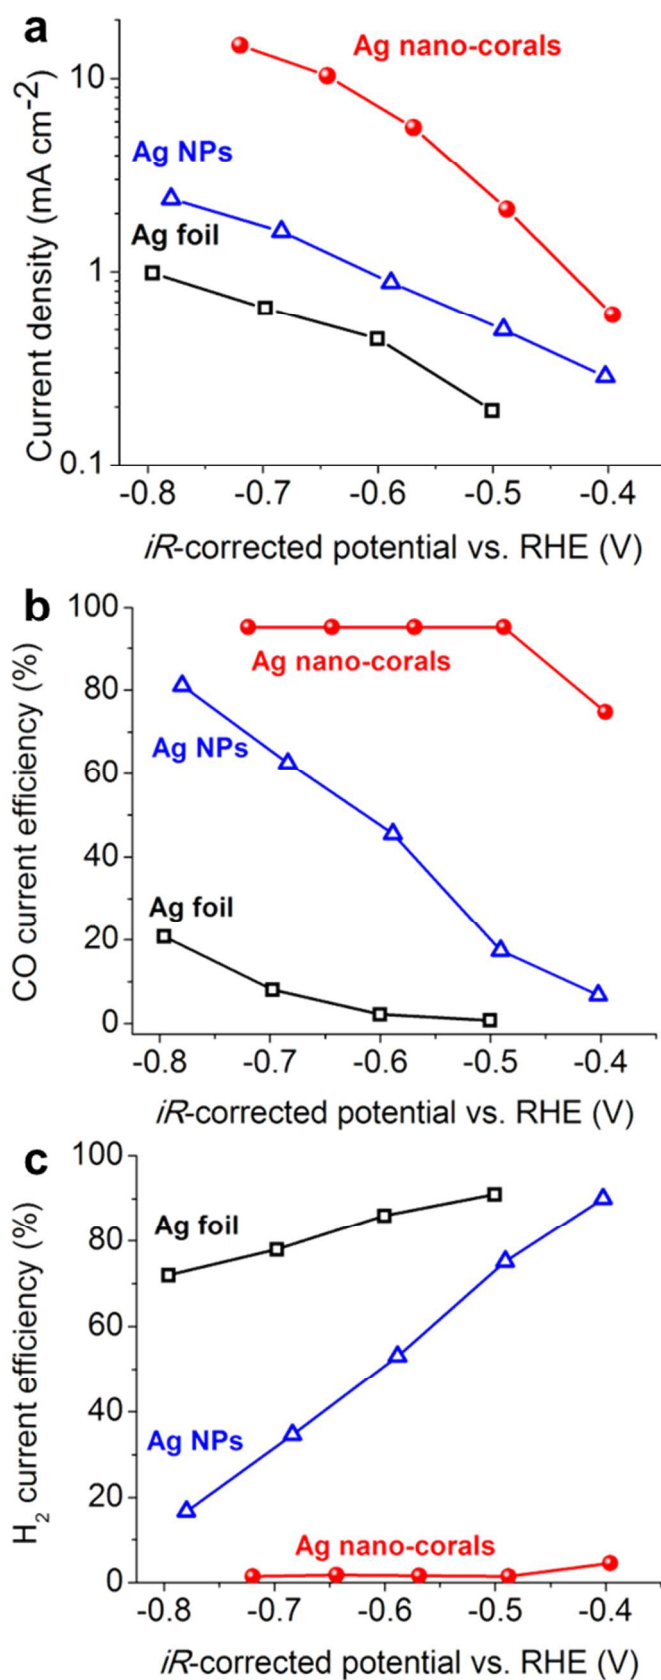 a
Ag nano-corals
10
Ag NPs
Ag foil
1
0.1
Current density (mA cm-2)
-0.8 -0.7 -0.6 -0.5 -0.4
iR-corrected potential vs. RHE (V)
b
100
Ag nano-corals
80
Ag NPs
60
40
Ag foil
20
0
CO current efficiency (%)
-0.8 -0.7 -0.6 -0.5 -0.4
iR-corrected potential vs. RHE (V)
c
100
Ag foil
80
60
40
Ag NPs
20
Ag nano-corals
0
H2 current efficiency (%)
-0.8 -0.7 -0.6 -0.5 -0.4
iR-corrected potential vs. RHE (V)